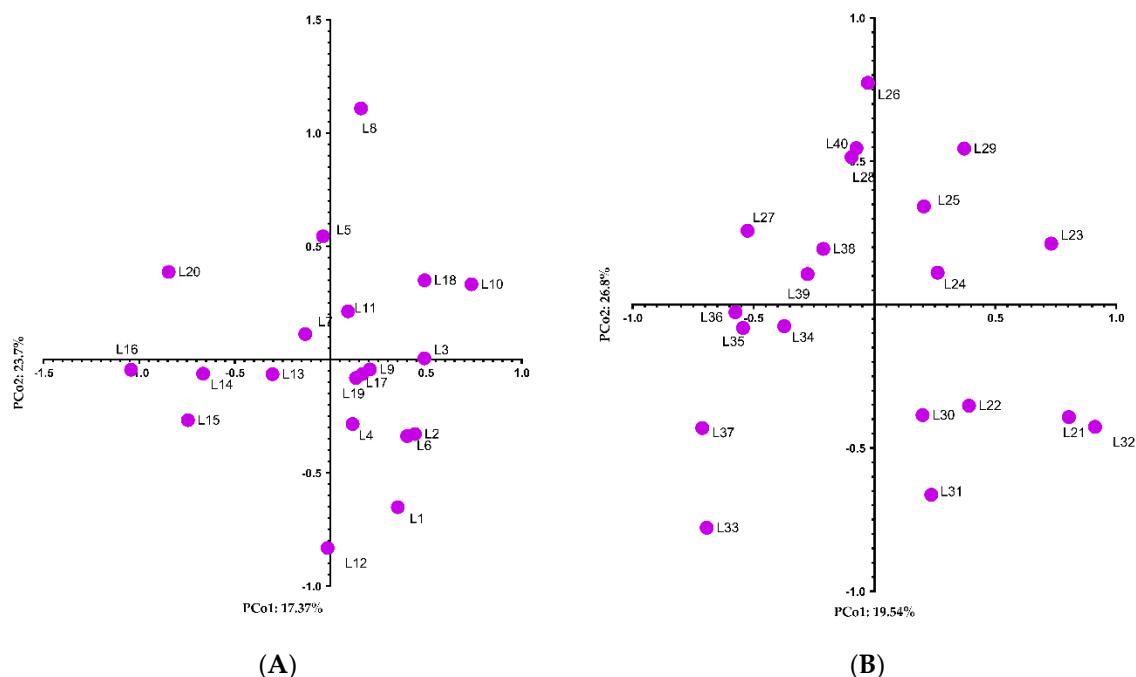 1.5
L8
1.0
L5
0.5
L20
L18
L10
L11
L7
L3
L16
-1.5
-1.0
-0.5
0.5
1.0
L14
L13
L9
L17
L19
L15
L4
L2
L6
-0.5
L1
L12
-1.0
PCo2: 23.7%
PCo1: 17.37%
(A)
1.0
L26
L40
L29
0.5
L28
L25
L27
L23
L38
L24
L39
-1.0
-0.5
0.5
1.0
L36
L35
L34
L30
L22
L21
L32
L37
-0.5
L31
L33
-1.0
PCo2: 26.8%
PCo1: 19.54%
(B)